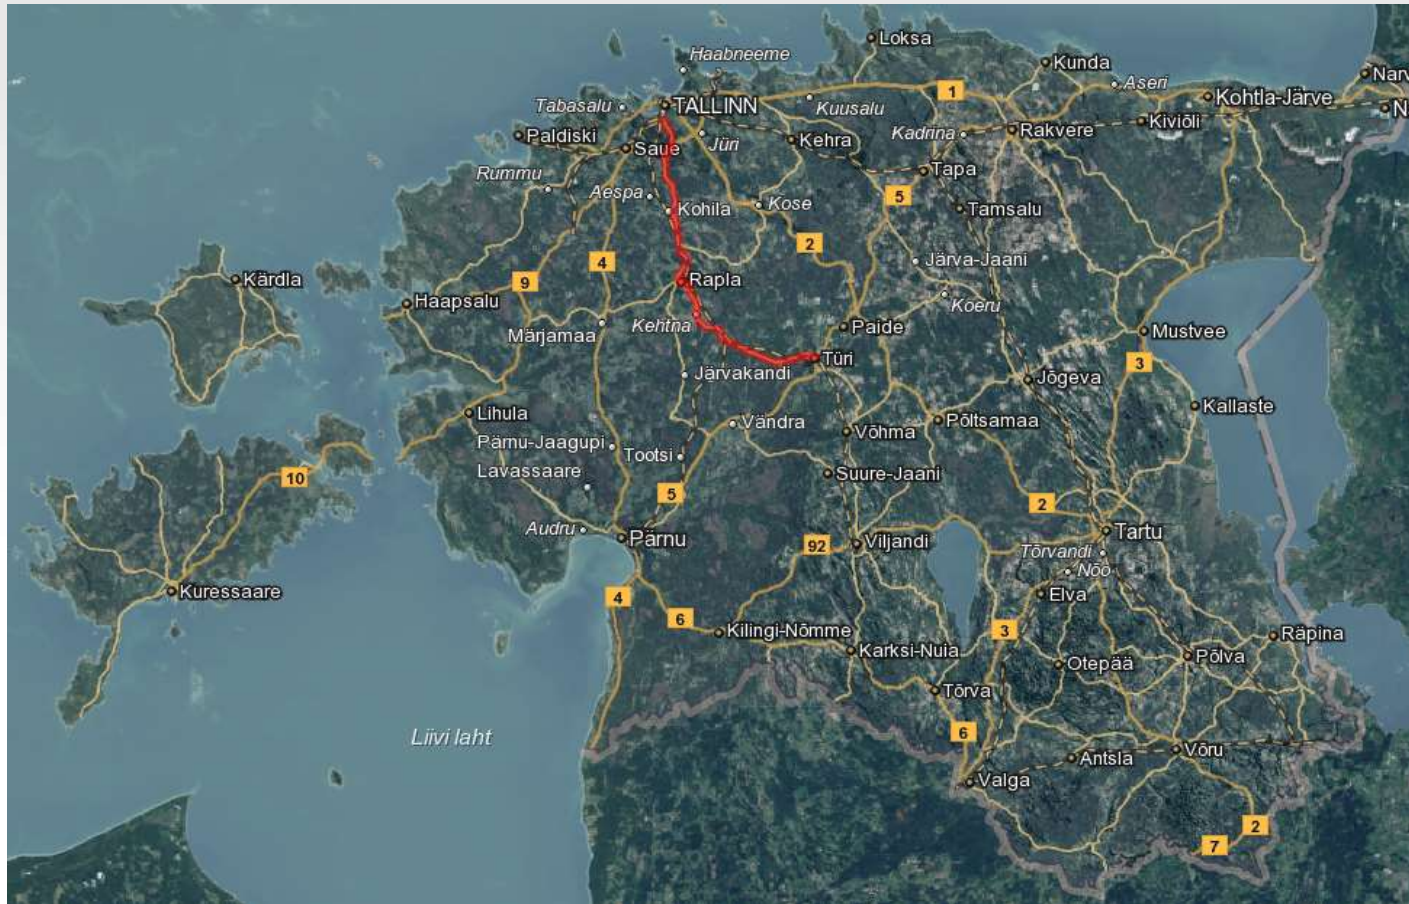 Loksa
Haabneeme
Kunda
Narv
Aseri
1
Kohtla-Järve
Tabasalu
TALLINN
Kuusalu
N
Kiviõli
Paldiski
Jüri
Kehra
Kadrina
Rakvere
Saue
Rummu
Tapa
Aespa
5
Kose
Kohila
Tamsalu
2
4
Järva-Jaani
Kärdla
9
Rapla
Koeru
Haapsalu
Kehtna
Märjamaa
Paide
Mustvee
Türi
3
Järvakandi
Jõgeva
Kallaste
Lihula
Vändra
Põltsamaa
Võhma
Pärnu-Jaagupi
Tootsi
Lavassaare
Suure-Jaani
10
5
2
Audru
Pärnu
Tartu
92
Viljandi
Tõrvandi
Nõo
Kuressaare
4
Elva
6
Kilingi-Nõmme
3
Räpina
Karksi-Nuia
Otepää
Põlva
Tõrva
Liivi laht
6
Võru
Antsla
Valga
2
7